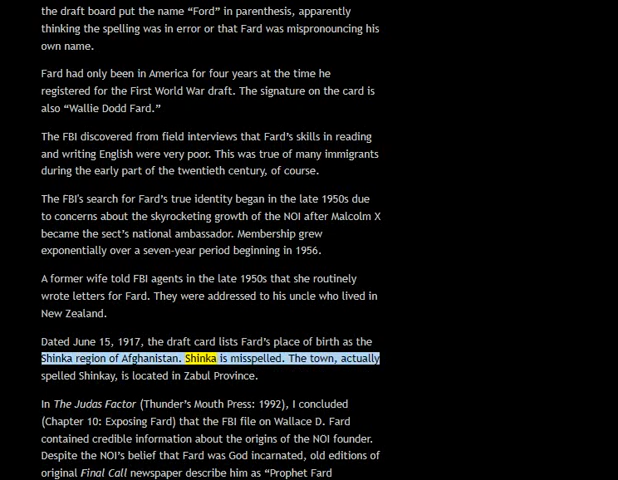 the draft board put the name “Ford” in parenthesis, apparently
thinking the spelling was in error or that Fard was mispronouncing his
own name.
Fard had only been in America for four years at the time he
registered for the First World War draft. The signature on the card is
also “Wallie Dodd Fard.”
The FBI discovered from field interviews that Fard’s skills in reading
and writing English were very poor. This was true of many immigrants
during the early part of the twentieth century, of course.
The FBI's search for Fard’s true identity began in the late 1950s due
to concerns about the skyrocketing growth of the NOI after Malcolm X
became the sect’s national ambassador. Membership grew
exponentially over a seven-year period beginning in 1956.
A former wife told FBI agents in the late 1950s that she routinely
wrote letters for Fard. They were addressed to his uncle who lived in
New Zealand.
Dated June 15, 1917, the draft card lists Fard’s place of birth as the
Shinka region of Afghanistan. Shinka is misspelled. The town, actually
spelled Shinkay, is located in Zabul Province.
In The Judas Factor (Thunder’s Mouth Press: 1992), I concluded
(Chapter 10: Exposing Fard) that the FBI file on Wallace D. Fard
contained credible information about the origins of the NOI founder.
Despite the NOI’s belief that Fard was God incarnated, old editions of
original Final Call newspaper describe him as “Prophet Fard